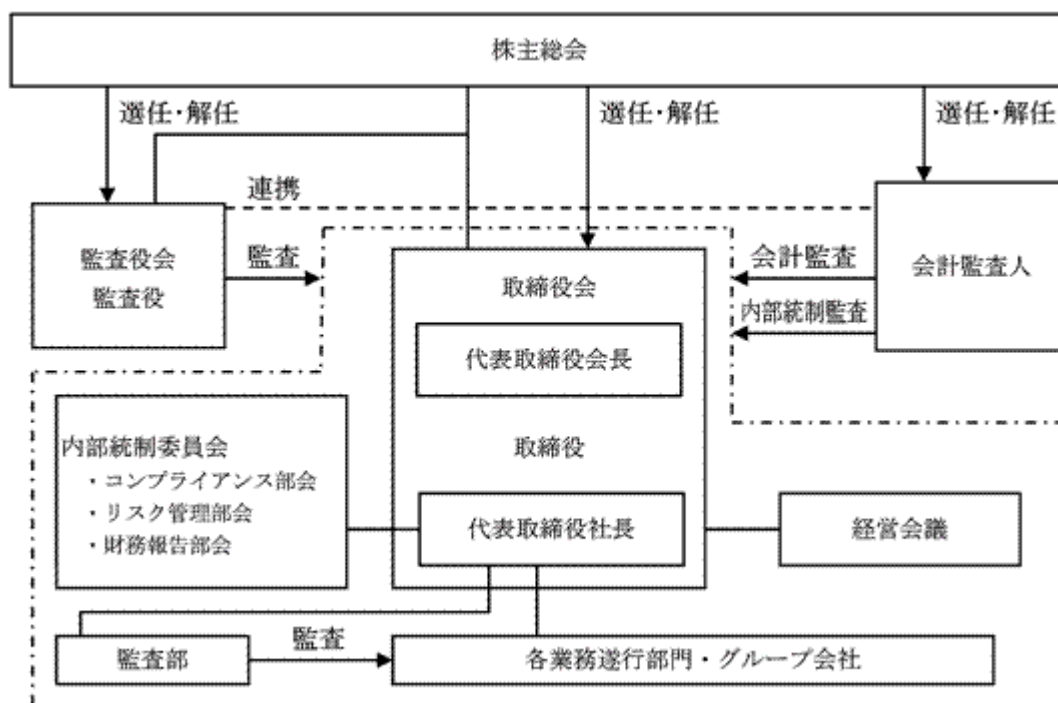 株主総会
選任・解任
選任・解任
選任・解任
連携
監査役会
監査役
監査
取締役会
会計監査
内部統制監査
会計監査人
代表取締役会長
取締役
代表取締役社長
内部統制委員会
・コンプライアンス部会
・リスク管理部会
・財務報告部会
経営会議
監査部
監査
各業務遂行部門・グループ会社